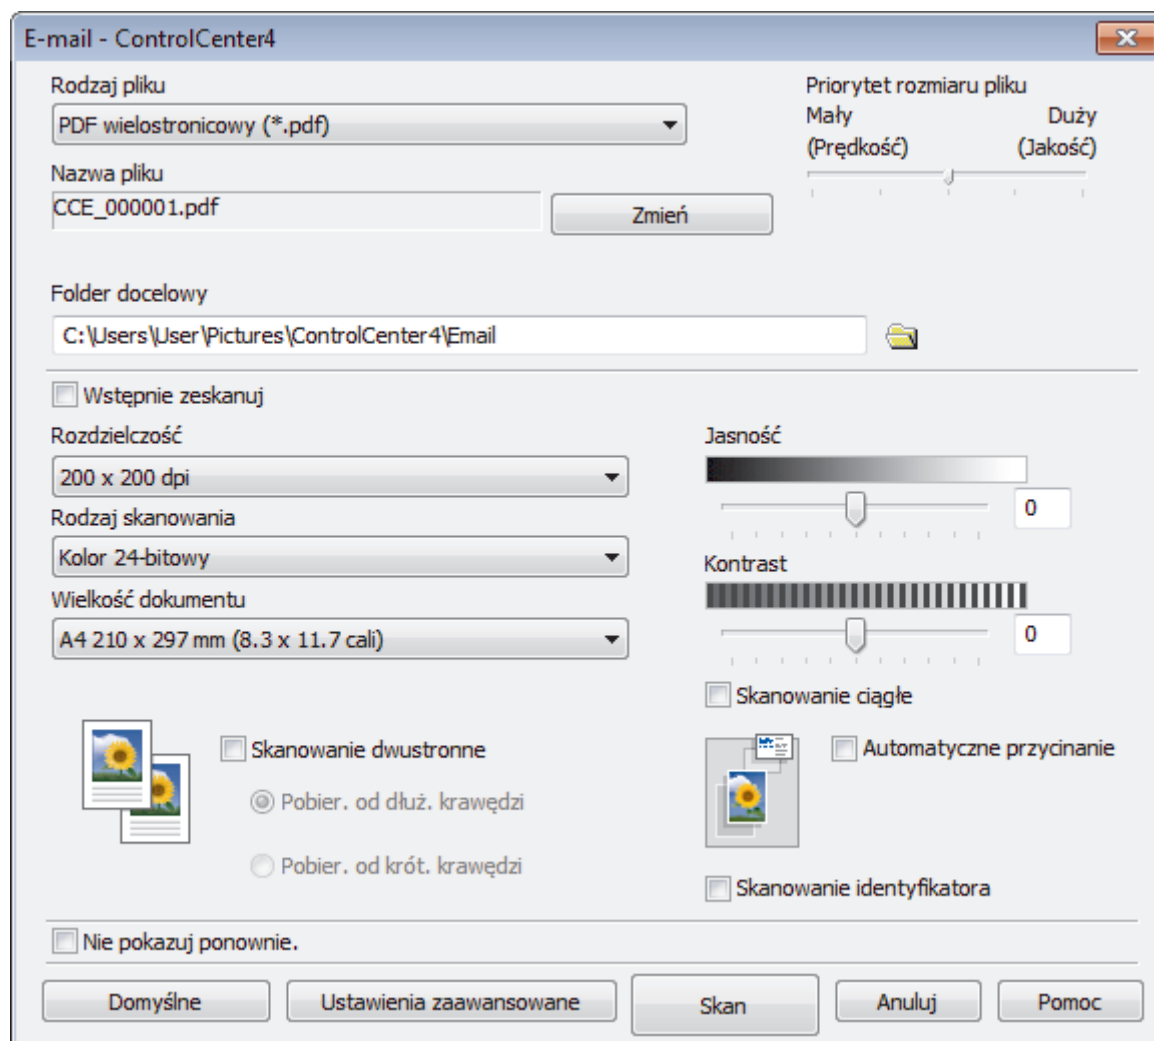 E-mail - ControlCenter4
Rodzaj pliku
PDF wielostronicowy (*.pdf)
Priorytet rozmiaru pliku
Mały Duży
(Prędkość) (Jakość)
Nazwa pliku
CCE_000001.pdf
Zmień
Folder docelowy
C:\Users\User\Pictures\ControlCenter4\Email
Wstępnie zeskanuj
Rozdzielczość
200 x 200 dpi
Rodzaj skanowania
Kolor 24-bitowy
Wielkość dokumentu
A4 210 x 297 mm (8.3 x 11.7 cali)
Jasność
0
Kontrast
0
Skanowanie ciągłe
Skanowanie dwustronne
Pobier. od dłuż. krawędzi
Pobier. od krót. krawędzi
Automatyczne przycinanie
Skanowanie identyfikatora
Nie pokazuj ponownie.
Domyślne Ustawienia zaawansowane Skan Anuluj Pomoc